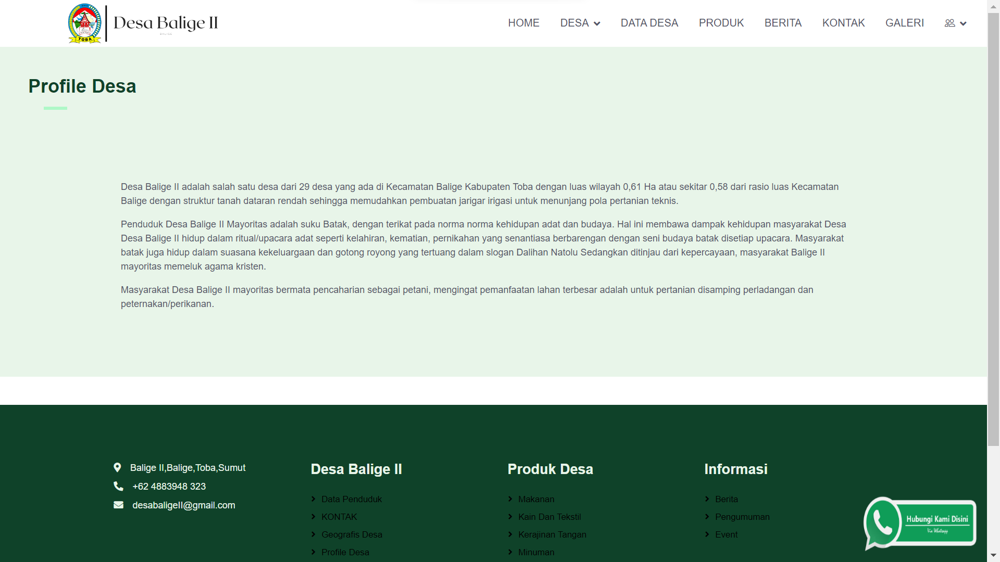 TOBA
Desa Balige II
BALIGE
HOME
DESA
DATA DESA
PRODUK
BERITA
KONTAK
GALERI
Profile Desa
Desa Balige II adalah salah satu desa dari 29 desa yang ada di Kecamatan Balige Kabupaten Toba dengan luas wilayah 0,61 Ha atau sekitar 0,58 dari rasio luas Kecamatan
Balige dengan struktur tanah dataran rendah sehingga memudahkan pembuatan jarigar irigasi untuk menunjang pola pertanian teknis.
Penduduk Desa Balige II Mayoritas adalah suku Batak, dengan terikat pada norma norma kehidupan adat dan budaya. Hal ini membawa dampak kehidupan masyarakat Desa
Desa Balige II hidup dalam ritual/upacara adat seperti kelahiran, kematian, pernikahan yang senantiasa berbarengan dengan seni budaya batak disetiap upacara. Masyarakat
batak juga hidup dalam suasana kekeluargaan dan gotong royong yang tertuang dalam slogan Dalihan Natolu Sedangkan ditinjau dari kepercayaan, masyarakat Balige II
mayoritas memeluk agama kristen.
Masyarakat Desa Balige II mayoritas bermata pencaharian sebagai petani, mengingat pemanfaatan lahan terbesar adalah untuk pertanian disamping perladangan dan
peternakan/perikanan.
Balige II,Balige,Toba,Sumut
+62 4883948 323
desabaligeII@gmail.com
Desa Balige II
Data Penduduk
KONTAK
Geografis Desa
Profile Desa
Produk Desa
Makanan
Kain Dan Tekstil
Kerajinan Tangan
Minuman
Informasi
Berita
Pengumuman
Event
Hubungi Kami Disini
Via Whatsapp